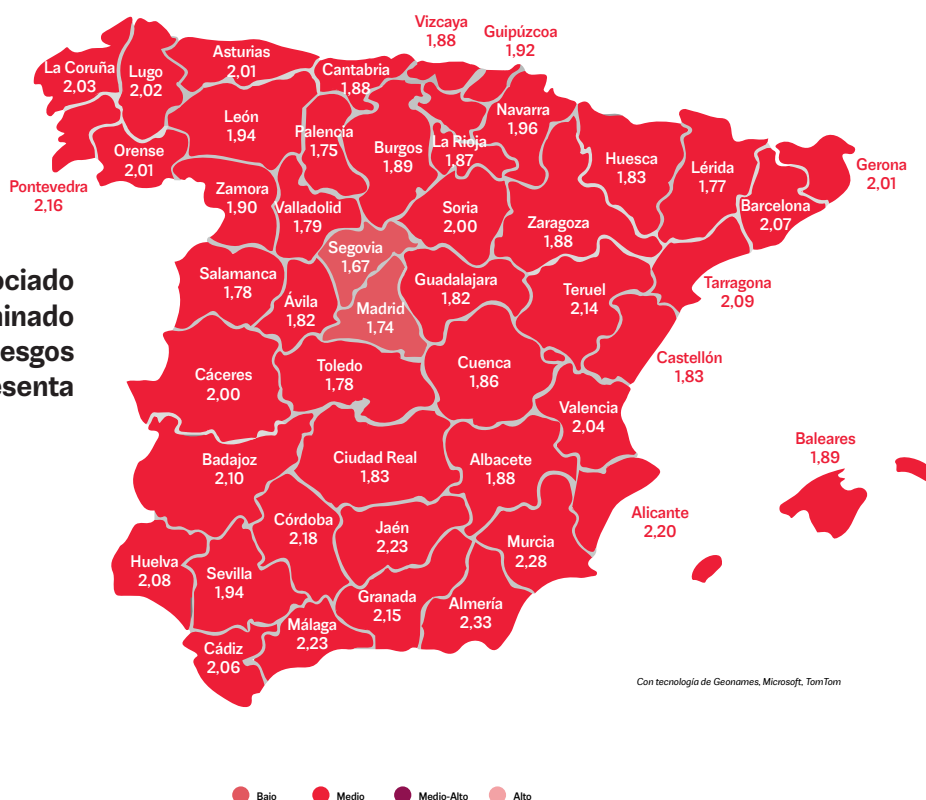 Vizcaya
1,88
Guipúzcoa
1,92
La Coruña
2,03
Lugo
2,02
Asturias
2,01
Cantabria
1,88
León
1,94
Palencia
1,75
Burgos
1,89
La Rioja
1,87
Navarra
1,96
Huesca
1,83
Lérida
1,77
Gerona
2,01
Barcelona
2,07
Orense
2,01
Pontevedra
2,16
Zamora
1,90
Valladolid
1,79
Soria
2,00
Zaragoza
1,88
Segovia
1,67
Salamanca
1,78
Ávila
1,82
Madrid
1,74
Guadalajara
1,82
Teruel
2,14
Tarragona
2,09
ociado
ninado
esgos
esenta
Cáceres
2,00
Toledo
1,78
Cuenca
1,86
Castellón
1,83
Valencia
2,04
Baleares
1,89
Badajoz
2,10
Ciudad Real
1,83
Albacete
1,88
Alicante
2,20
Córdoba
2,18
Jaén
2,23
Murcia
2,28
Huelva
2,08
Sevilla
1,94
Granada
2,15
Almería
2,33
Málaga
2,23
Cádiz
2,06
Con tecnología de Geonames, Microsoft, TomTom
Bajo
Medio
Medio-Alto
Alto